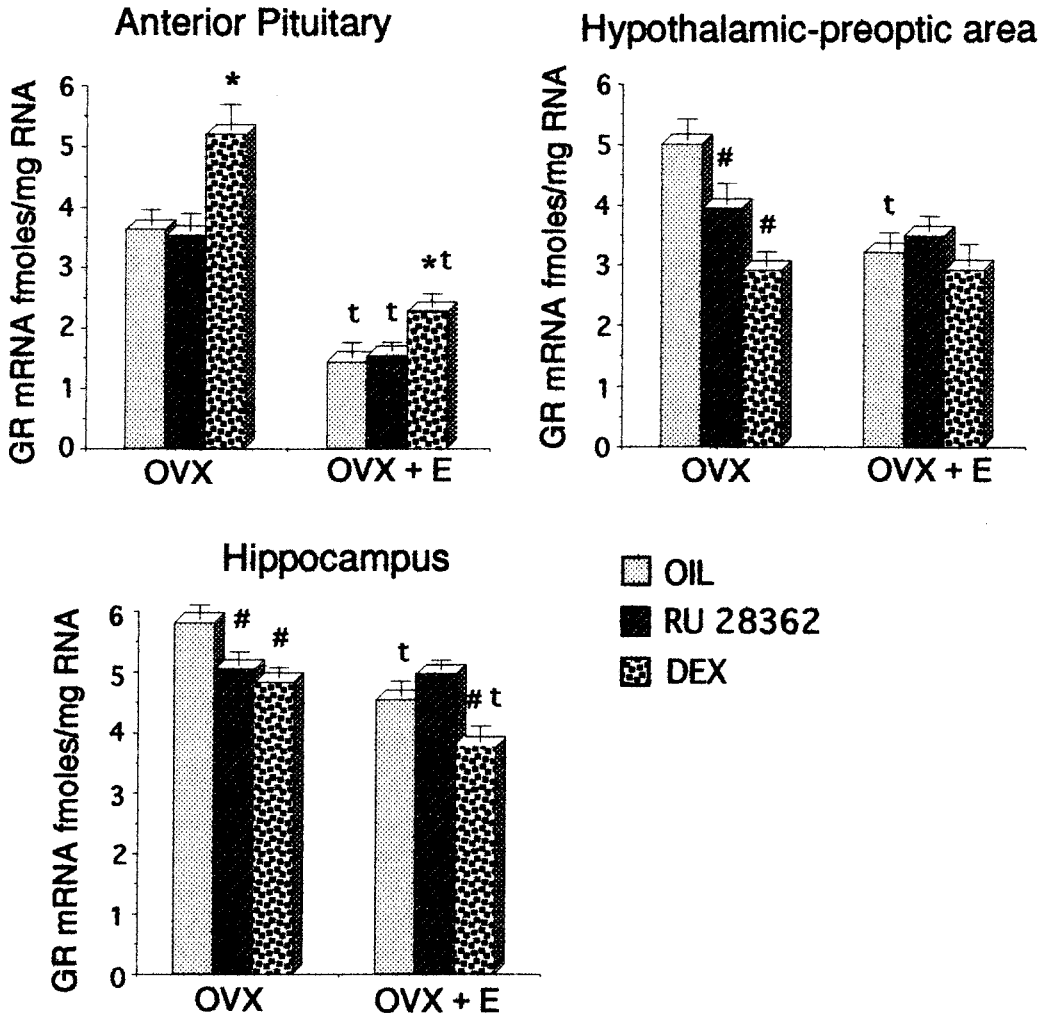 Anterior Pituitary
GR mRNA fmoles/mg RNA
6
5
4
3
2
1
0
*
t
t
*t
OVX
OVX + E
Hypothalamic-preoptic area
GR mRNA fmoles/mg RNA
6
5
4
3
2
1
0
#
#
t
OVX
OVX + E
Hippocampus
GR mRNA fmoles/mg RNA
6
5
4
3
2
1
0
#
#
t
# t
OVX
OVX + E
OIL
RU 28362
DEX